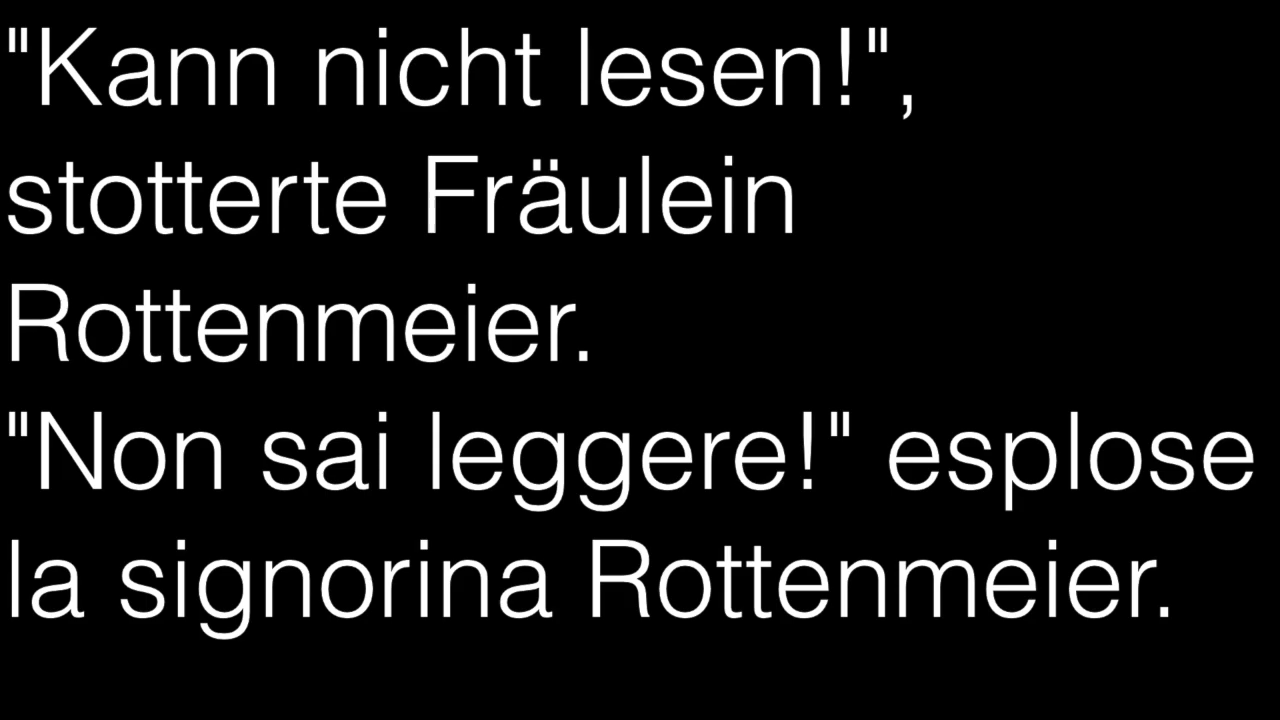 "Kann nicht lesen!",
stotterte Fräulein
Rottenmeier.
"Non sai leggere!" esplose
la signorina Rottenmeier.